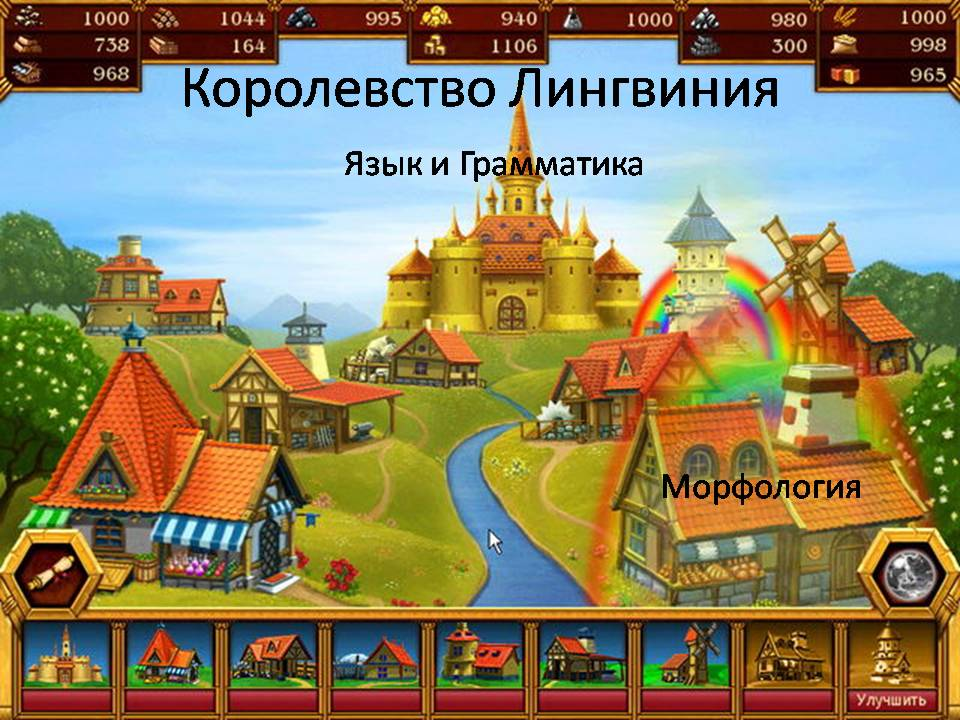 1000 1044 995 940 1000 980 1000
738 164 1106 300 998
968 965
Королевство Лингвиния
Язык и Грамматика
Морфология
Улучшить